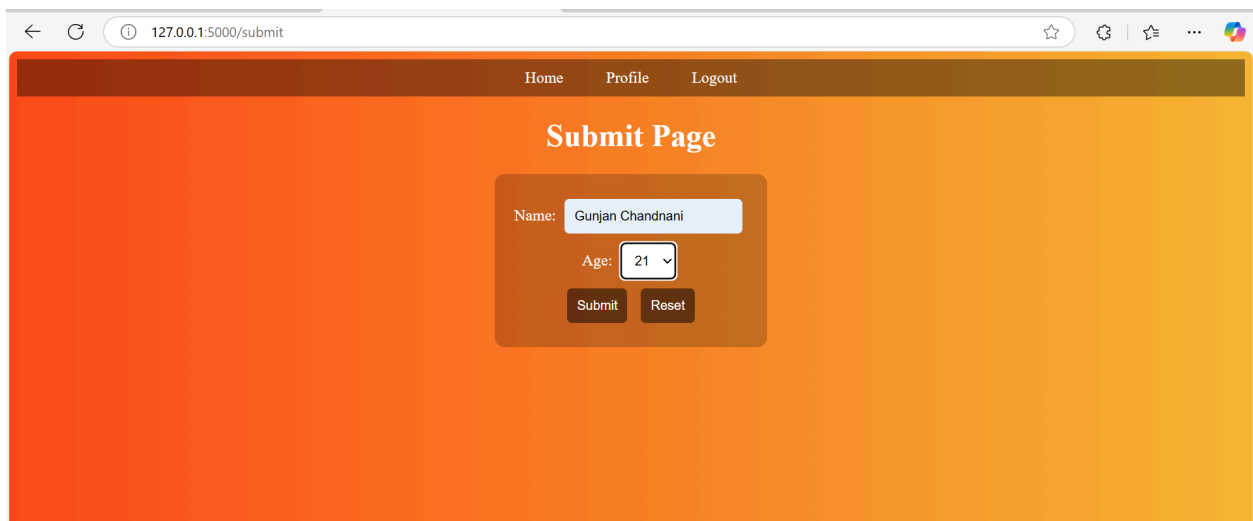 127.0.0.1:5000/submit
Home Profile Logout
Submit Page
Name: Gunjan Chandnani
Age: 21
Submit Reset